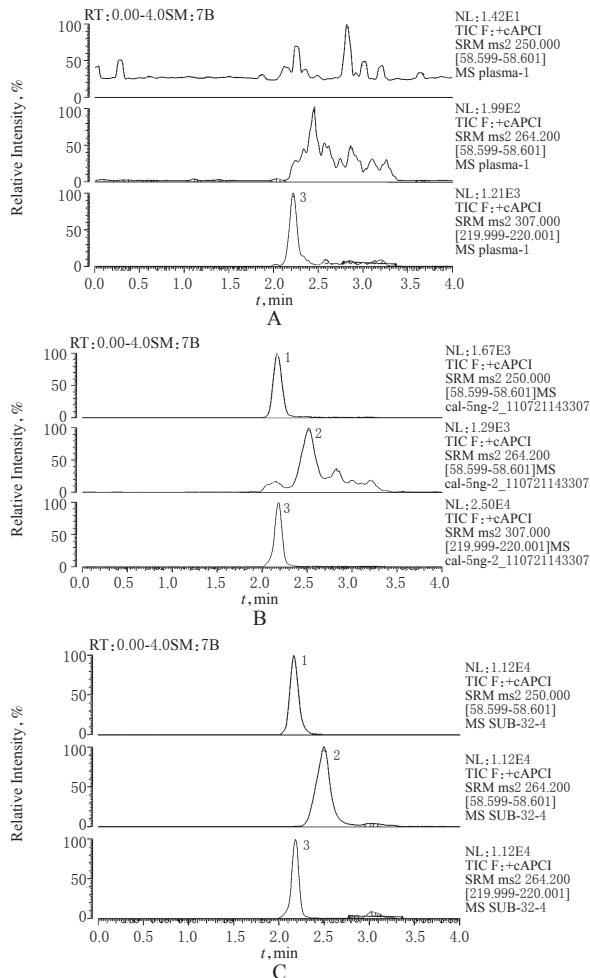 RT:0.00-4.0SM:7B
Relative Intensity, %
100
50
0
NL:1.42E1
TIC F:+cAPCI
SRM ms2 250.000
[58.599-58.601]
MS plasma-1
100
50
0
NL:1.99E2
TIC F:+cAPCI
SRM ms2 264.200
[58.599-58.601]
MS plasma-1
100
50
0
3
NL:1.21E3
TIC F:+cAPCI
SRM ms2 307.000
[219.999-220.001]
MS plasma-1
0.0 0.5 1.0 1.5 2.0 2.5 3.0 3.5 4.0
t, min
A
RT:0.00-4.0SM:7B
Relative Intensity, %
100
50
0
1
NL:1.67E3
TIC F:+cAPCI
SRM ms2 250.000
[58.599-58.601]MS
cal-5ng-2_110721143307
100
50
0
2
NL:1.29E3
TIC F:+cAPCI
SRM ms2 264.200
[58.599-58.601]MS
cal-5ng-2_110721143307
100
50
0
3
NL:2.50E4
TIC F:+cAPCI
SRM ms2 307.000
[219.999-220.001]MS
cal-5ng-2_110721143307
0.0 0.5 1.0 1.5 2.0 2.5 3.0 3.5 4.0
t, min
B
RT:0.00-4.0SM:7B
Relative Intensity, %
100
50
0
1
NL:1.12E4
TIC F:+cAPCI
SRM ms2 250.000
[58.599-58.601]
MS SUB-32-4
100
50
0
2
NL:1.12E4
TIC F:+cAPCI
SRM ms2 264.200
[58.599-58.601]
MS SUB-32-4
100
50
0
3
NL:1.12E4
TIC F:+cAPCI
SRM ms2 264.200
[219.999-220.001]
MS SUB-32-4
0.0 0.5 1.0 1.5 2.0 2.5 3.0 3.5 4.0
t, min
C